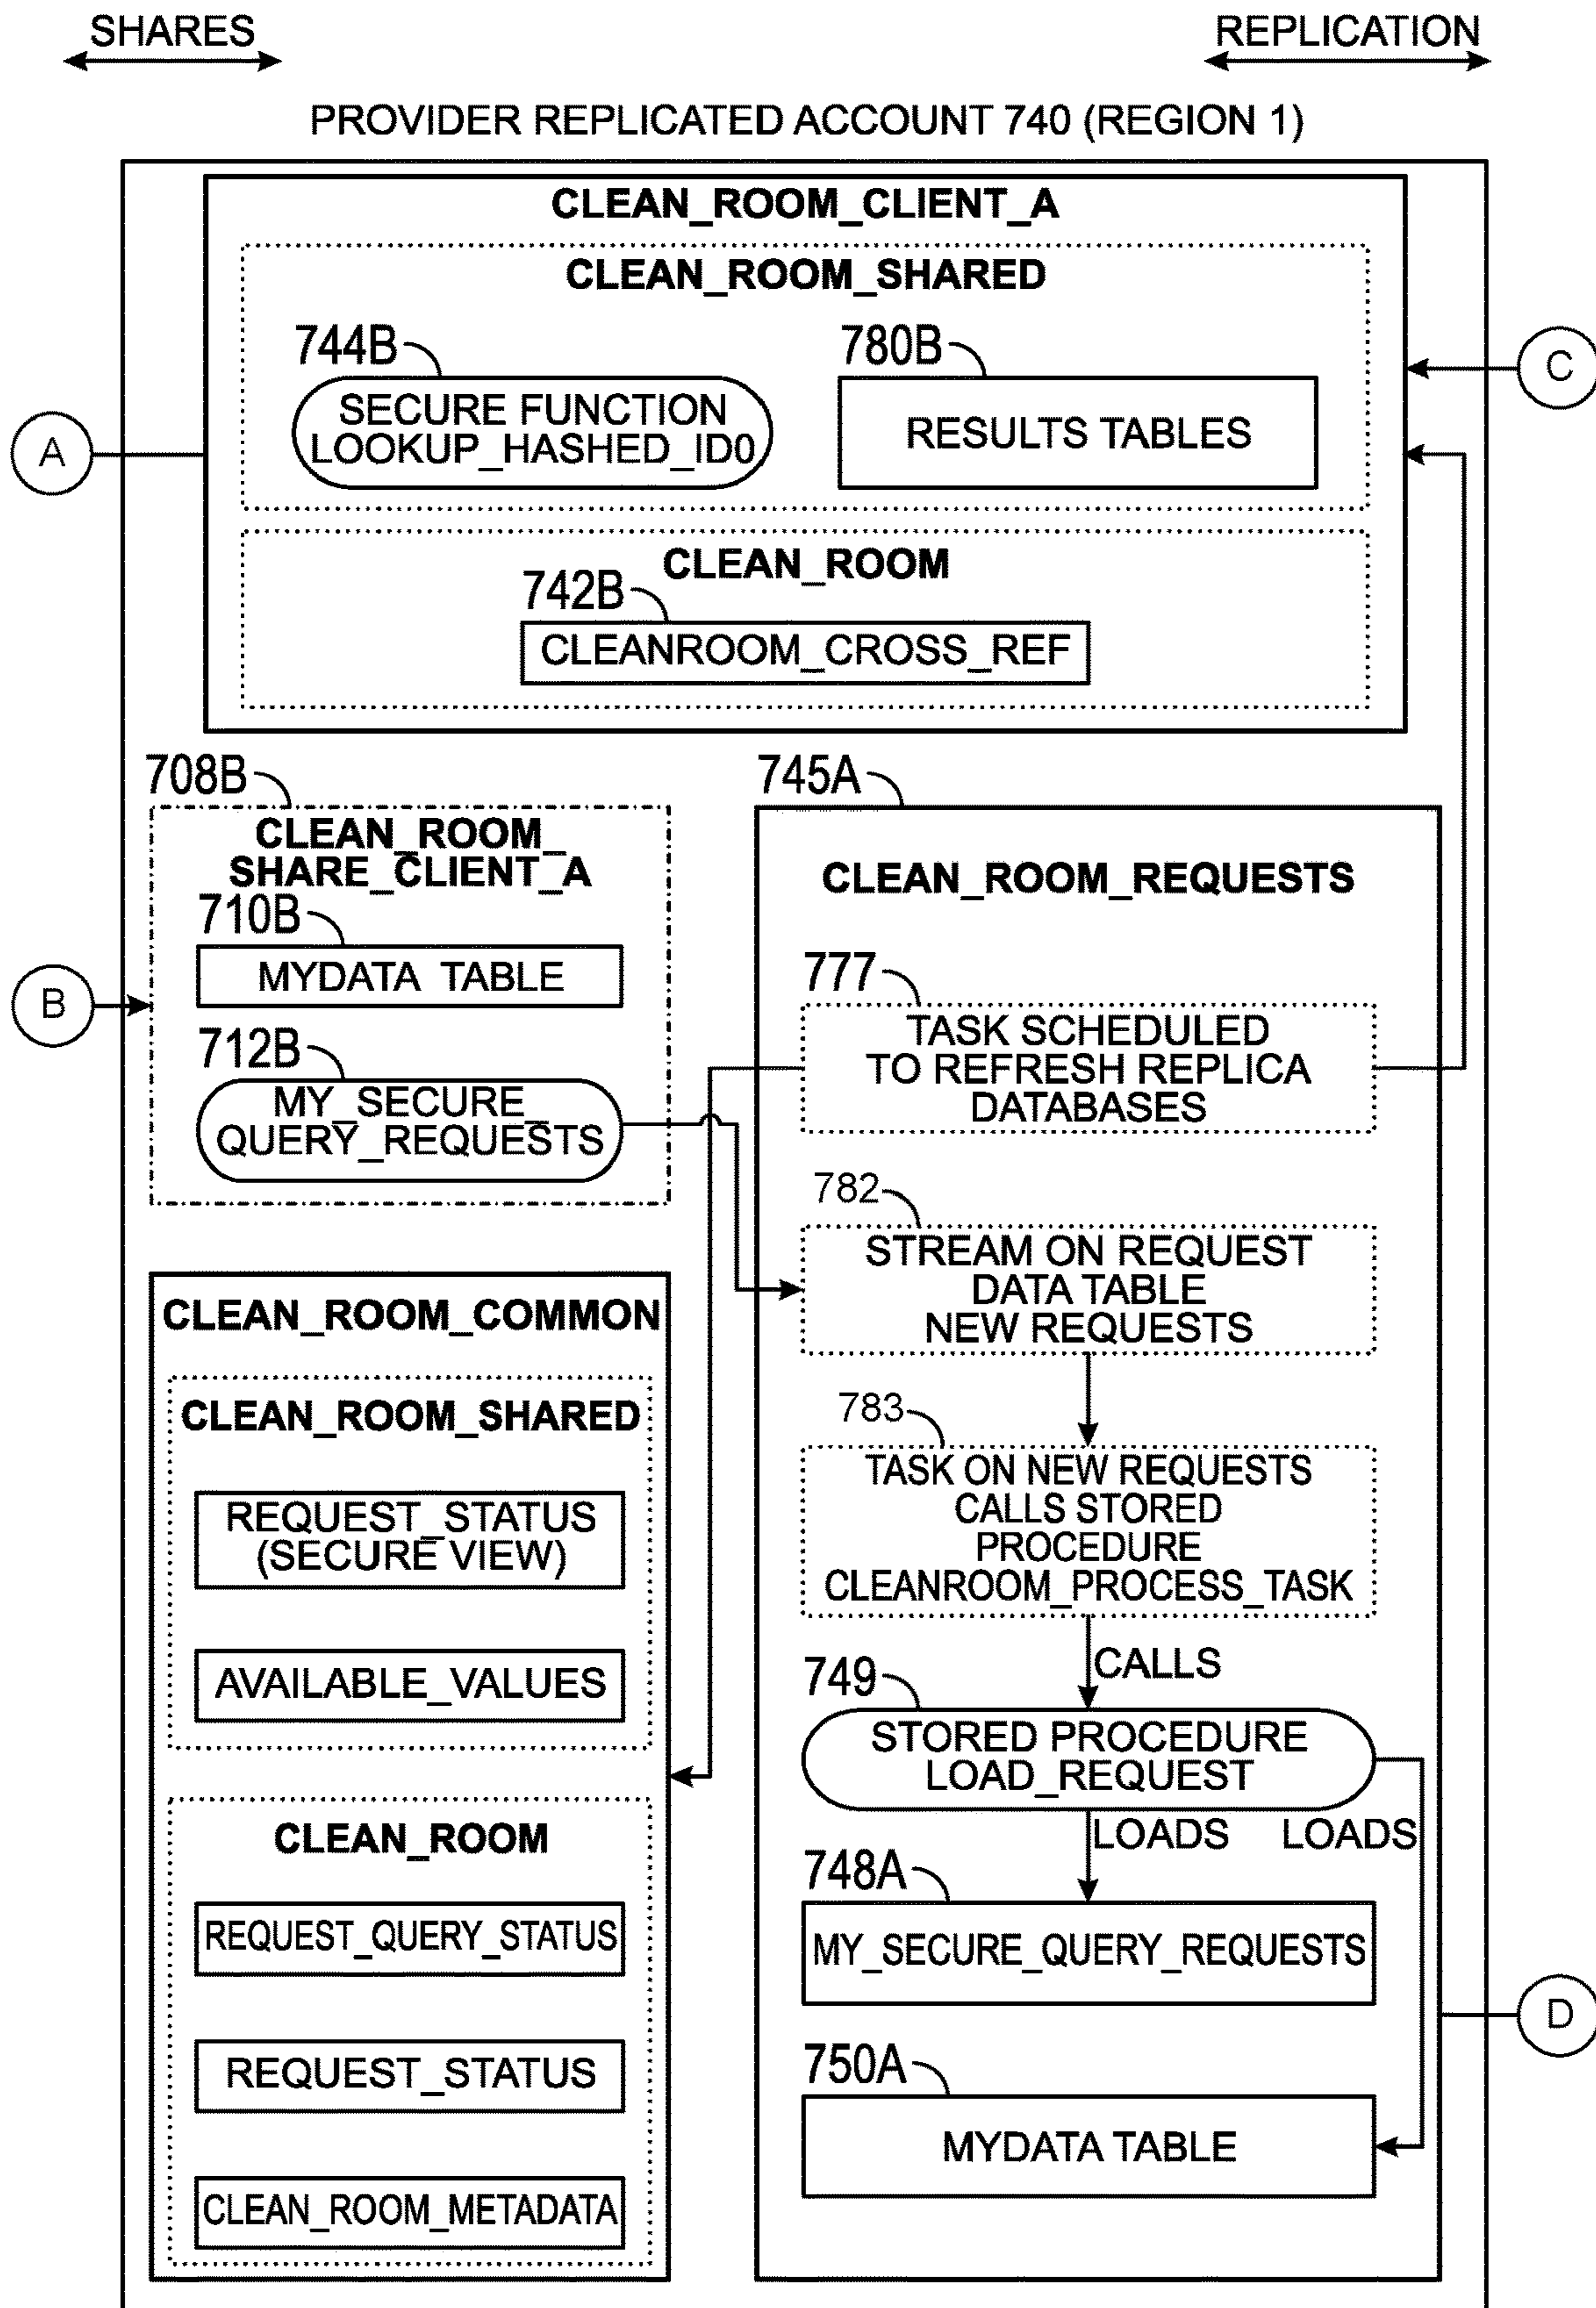 SHARES
REPLICATION
PROVIDER REPLICATED ACCOUNT 740 (REGION 1)
CLEAN_ROOM_CLIENT_A
CLEAN_ROOM_SHARED
744B
780B
SECURE FUNCTION
LOOKUP_HASHED_ID0
RESULTS TABLES
A
C
CLEAN_ROOM
742B
CLEANROOM_CROSS_REF
708B
CLEAN_ROOM_
SHARE_CLIENT_A
710B
MYDATA TABLE
B
712B
MY_SECURE_
QUERY_REQUESTS
CLEAN_ROOM_COMMON
CLEAN_ROOM_SHARED
REQUEST_STATUS
(SECURE VIEW)
AVAILABLE_VALUES
CLEAN_ROOM
REQUEST_QUERY_STATUS
REQUEST_STATUS
CLEAN_ROOM_METADATA
745A
CLEAN_ROOM_REQUESTS
777
TASK SCHEDULED
TO REFRESH REPLICA
DATABASES
782
STREAM ON REQUEST
DATA TABLE
NEW REQUESTS
783
TASK ON NEW REQUESTS
CALLS STORED
PROCEDURE
CLEANROOM_PROCESS_TASK
CALLS
749
STORED PROCEDURE
LOAD_REQUEST
LOADS
LOADS
748A
MY_SECURE_QUERY_REQUESTS
D
750A
MYDATA TABLE